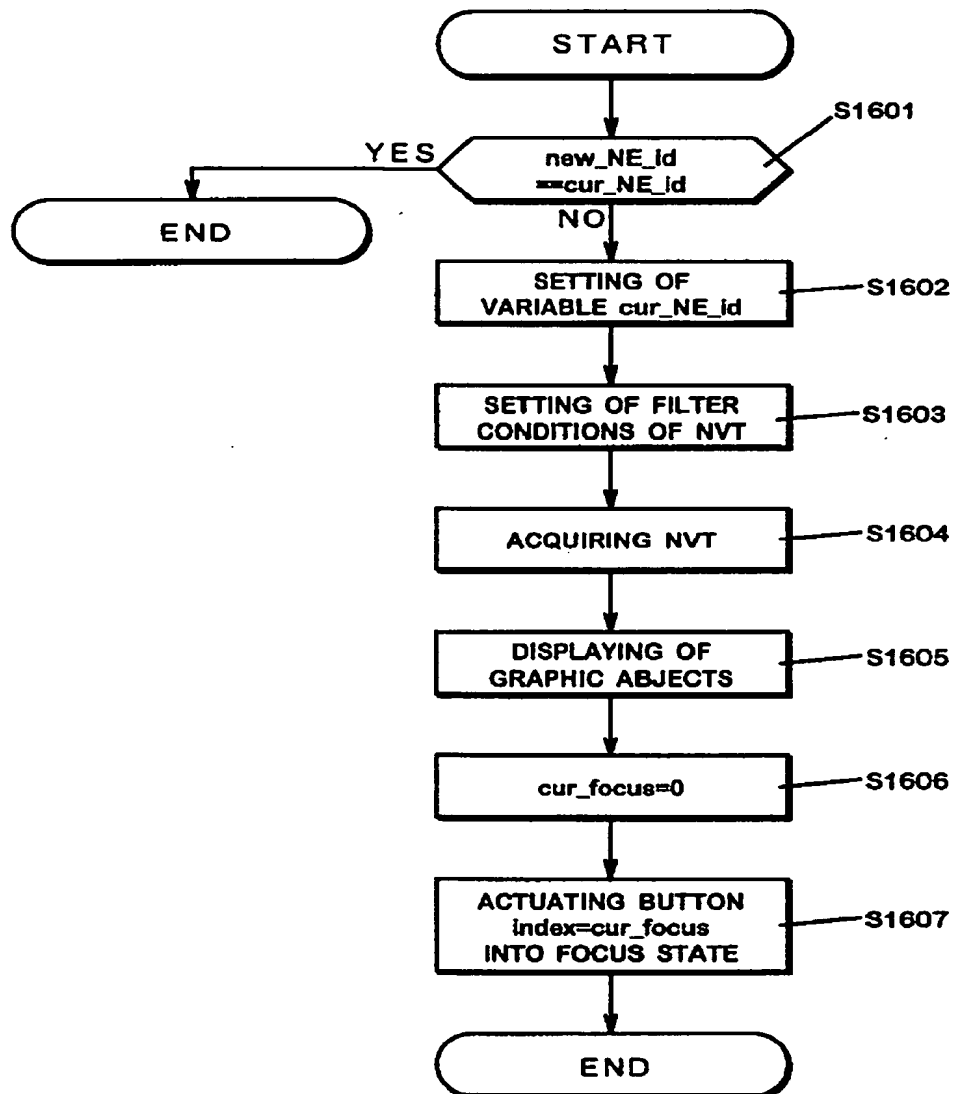 START
S1601
YES
new_NE_id
==cur_NE_id
END
NO
SETTING OF
VARIABLE cur_NE_id
S1602
SETTING OF FILTER
CONDITIONS OF NVT
S1603
ACQUIRING NVT
S1604
DISPLAYING OF
GRAPHIC ABJECTS
S1605
cur_focus=0
S1606
ACTUATING BUTTON
index=cur_focus
INTO FOCUS STATE
S1607
END